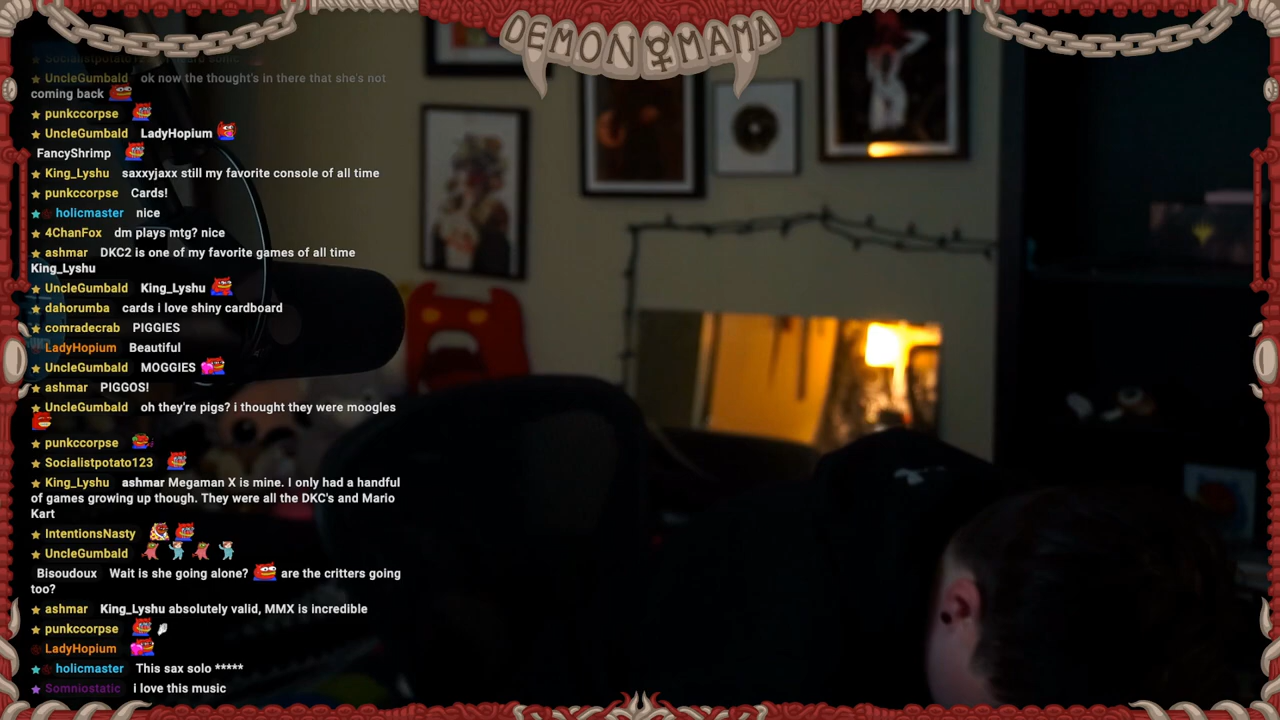 DEMON MAMA
UncleGumbald ok now the thought's in there that she's not
coming back
punkccorpse
UncleGumbald LadyHopium
FancyShrimp
King_Lyshu saxxyjaxx still my favorite console of all time
punkccorpse Cards!
holicmaster nice
4ChanFox dm plays mtg? nice
ashmar DKC2 is one of my favorite games of all time
King_Lyshu
UncleGumbald King_Lyshu
dahorumba cards i love shiny cardboard
comradecrab PIGGIES
LadyHopium Beautiful
UncleGumbald MOGGIES
ashmar PIGGOS!
UncleGumbald oh they're pigs? i thought they were moogles
punkccorpse
Socialistpotato123
King_Lyshu ashmar Megaman X is mine. I only had a handful
of games growing up though. They were all the DKC's and Mario
Kart
IntentionsNasty
UncleGumbald
Bisoudoux Wait is she going alone? are the critters going
too?
ashmar King_Lyshu absolutely valid, MMX is incredible
punkccorpse
LadyHopium
holicmaster This sax solo *****
Somniostatic i love this music